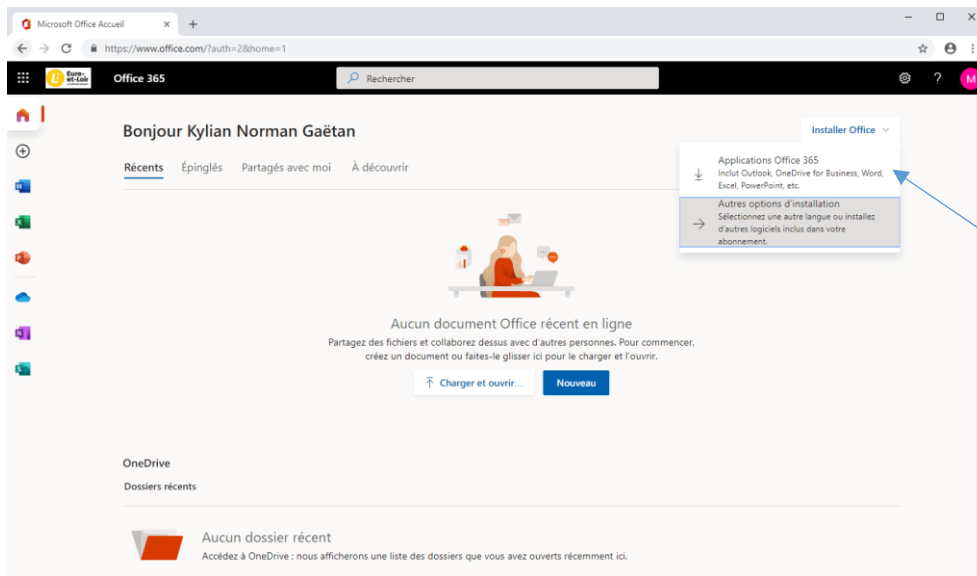 Microsoft Office Accueil
https://www.office.com/?auth=2&home=1
Eure-et-Loir
Office 365
Rechercher
?
M
Bonjour Kylian Norman Gaëtan
Installer Office
Récents Épinglés Partagés avec moi À découvrir
Applications Office 365
Inclut Outlook, OneDrive for Business, Word,
Excel, PowerPoint, etc.
Autres options d'installation
Sélectionnez une autre langue ou installez
d'autres logiciels inclus dans votre
abonnement.
Aucun document Office récent en ligne
Partagez des fichiers et collaborez dessus avec d'autres personnes. Pour commencer,
créez un document ou faites-le glisser ici pour le charger et l'ouvrir.
Charger et ouvrir... Nouveau
OneDrive
Dossiers récents
Aucun dossier récent
Accédez à OneDrive : nous afficherons une liste des dossiers que vous avez ouverts récemment ici.